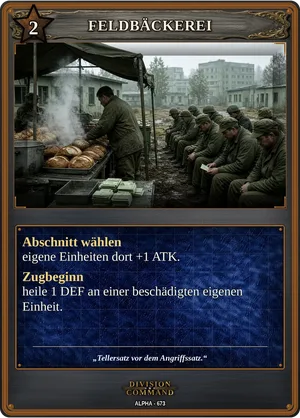 2
FELDBÄCKEREI
Abschnitt wählen
eigene Einheiten dort +1 ATK.
Zugbeginn
heile 1 DEF an einer beschädigten eigenen
Einheit.
„Tellersatz vor dem Angriffssatz.“
DIVISION
COMMAND
ALPHA - 673